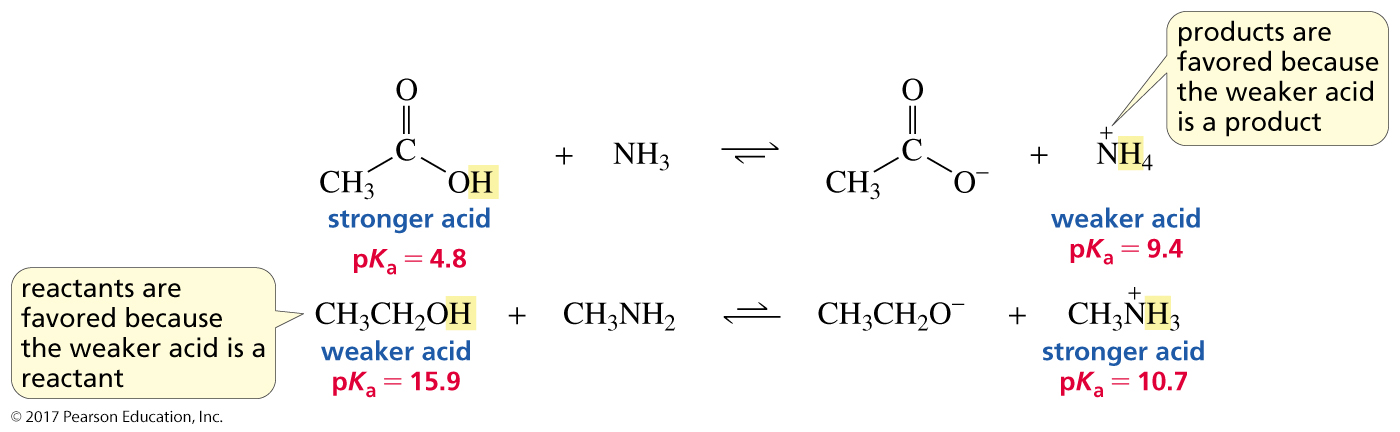 products are
favored because
the weaker acid
is a product
O
||
C
CH₃ OH + NH₃ ⇌ O
||
C
CH₃ O⁻ + ⁺NH₄
stronger acid weaker acid
pKₐ = 4.8 pKₐ = 9.4
reactants are
favored because
the weaker acid is a
reactant
CH₃CH₂OH + CH₃NH₂ ⇌ CH₃CH₂O⁻ + CH₃⁺NH₃
weaker acid stronger acid
pKₐ = 15.9 pKₐ = 10.7
© 2017 Pearson Education, Inc.